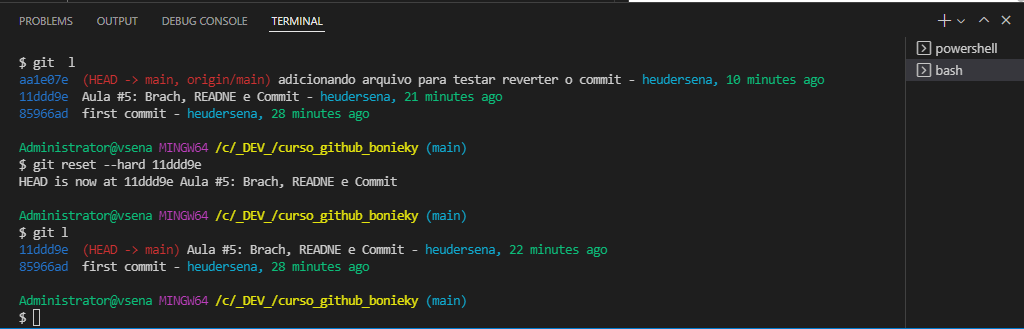 PROBLEMS OUTPUT DEBUG CONSOLE TERMINAL
powershell
bash
$ git  l
aa1e07e  (HEAD -> main, origin/main) adicionando arquivo para testar reverter o commit - heudersena, 10 minutes ago
11ddd9e  Aula #5: Brach, READNE e Commit - heudersena, 21 minutes ago
85966ad  first commit - heudersena, 28 minutes ago
Administrator@vsena MINGW64 /c/_DEV_/curso_github_bonieky (main)
$ git reset --hard 11ddd9e
HEAD is now at 11ddd9e Aula #5: Brach, READNE e Commit
Administrator@vsena MINGW64 /c/_DEV_/curso_github_bonieky (main)
$ git l
11ddd9e  (HEAD -> main) Aula #5: Brach, READNE e Commit - heudersena, 22 minutes ago
85966ad  first commit - heudersena, 28 minutes ago
Administrator@vsena MINGW64 /c/_DEV_/curso_github_bonieky (main)
$